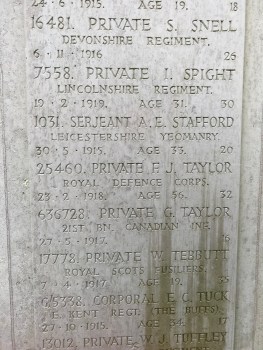 24 - 6 - 1915. AGE 19. 18
16481. PRIVATE S. SNELL
DEVONSHIRE REGIMENT.
6 - 11 - 1916 26
7558. PRIVATE I. SPIGHT
LINCOLNSHIRE REGIMENT.
19 - 2 - 1919. AGE 31. 30
1031. SERJEANT A. E. STAFFORD
LEICESTERSHIRE YEOMANRY.
30 - 5 - 1915. AGE 33. 20
25460. PRIVATE F. J. TAYLOR
ROYAL DEFENCE CORPS.
23 - 2 - 1918. AGE 56. 32
636728. PRIVATE G. TAYLOR
21ST BN. CANADIAN INF.
27 - 5 - 1917.
17778. PRIVATE W. TEBBUTT
ROYAL SCOTS FUSILIERS.
7 - 4 - 1917. AGE 19.
G/5338. CORPORAL E. C. TUCK
E. KENT REGT. (THE BUFFS)
27 - 10 - 1915. AGE 34. 17
13012. PRIVATE W. J. TUFFLEY